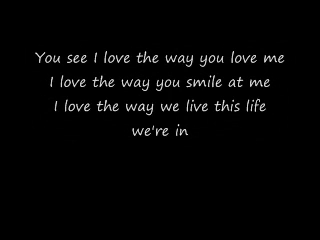 You see I love the way you love me
I love the way you smile at me
I love the way we live this life
we're in